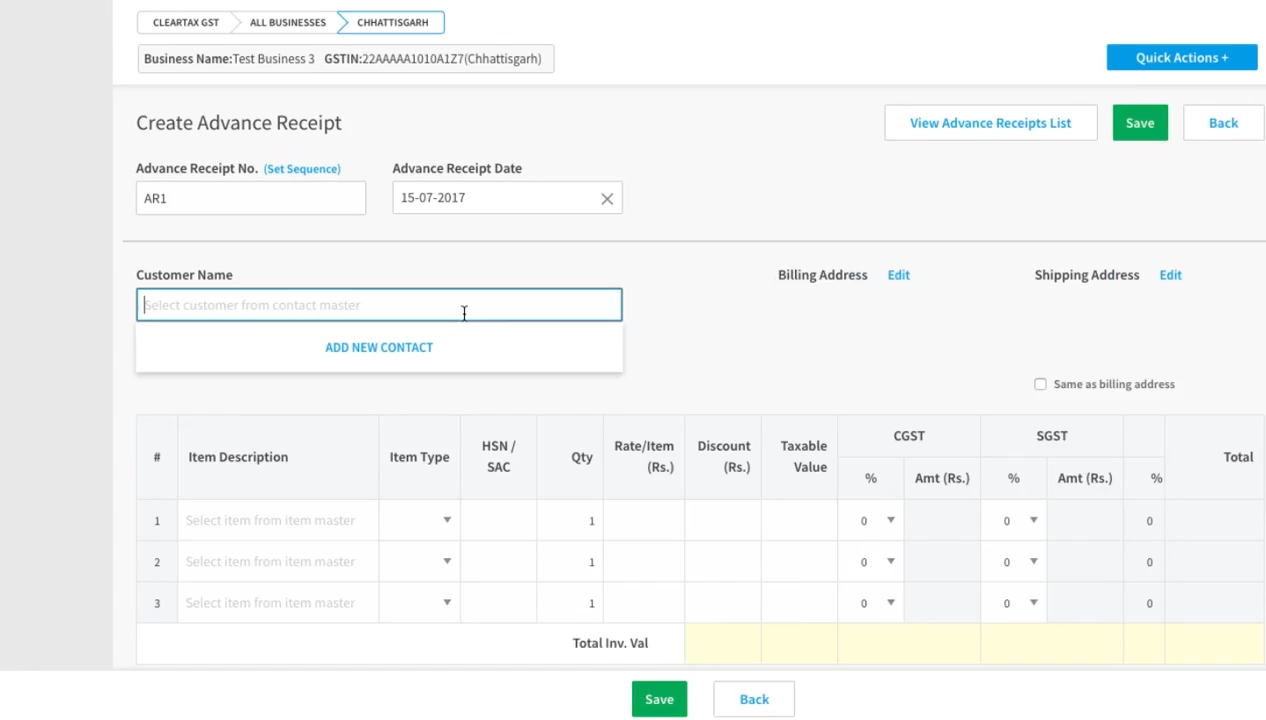 CLEARTAX GST ALL BUSINESSES CHHATTISGARH
Business Name:Test Business 3 GSTIN:22AAAAA1010A1Z7(Chhattisgarh)
Quick Actions +
Create Advance Receipt
View Advance Receipts List
Save
Back
Advance Receipt No. (Set Sequence)
Advance Receipt Date
AR1
15-07-2017
Customer Name
Billing Address Edit
Shipping Address Edit
Select customer from contact master
ADD NEW CONTACT
Same as billing address
# Item Description Item Type HSN / SAC Qty Rate/Item (Rs.) Discount (Rs.) Taxable Value CGST SGST Total
% Amt (Rs.) % Amt (Rs.) %
1 Select item from item master 1 0 0 0
2 Select item from item master 1 0 0 0
3 Select item from item master 1 0 0 0
Total Inv. Val
Save
Back